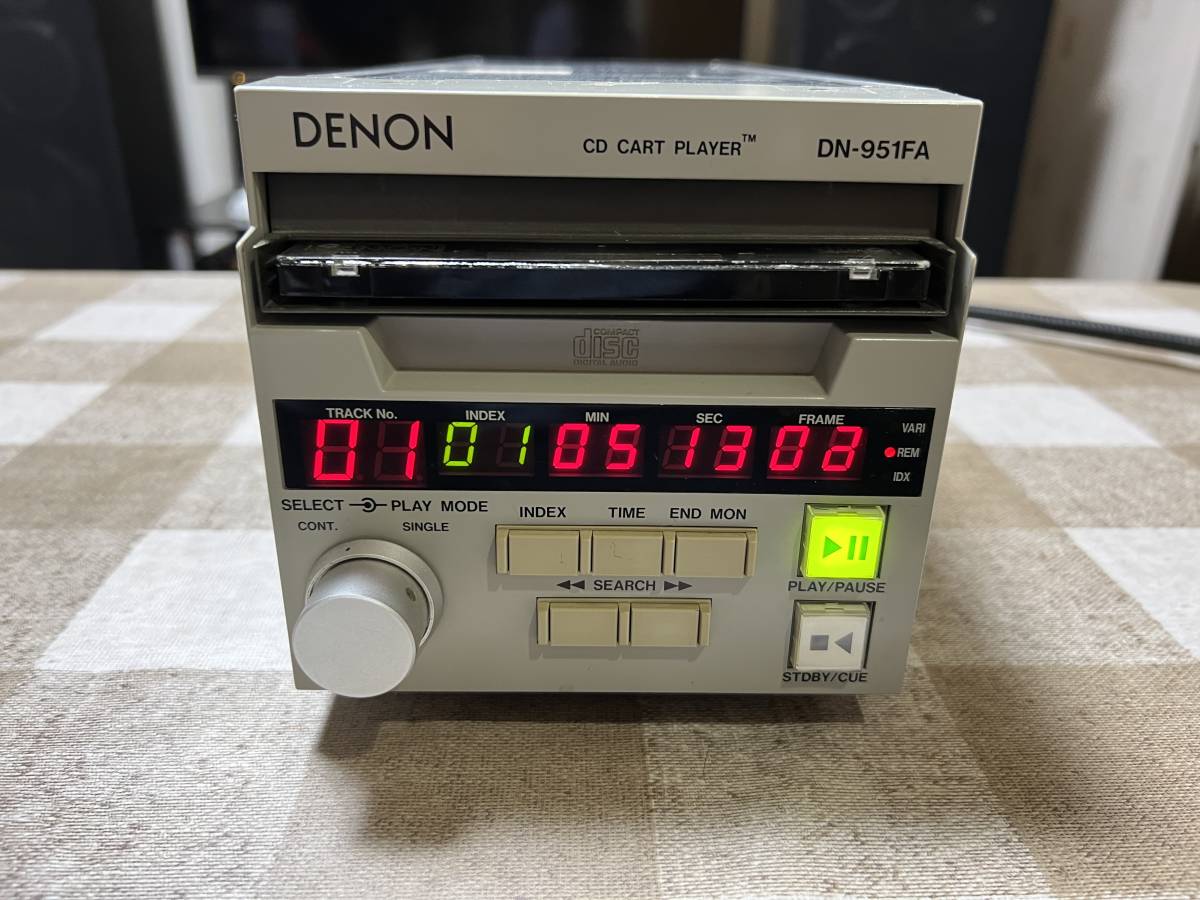 DENON
CD CART PLAYER™ DN-951FA
COMPACT
disc
DIGITAL AUDIO
TRACK No. INDEX MIN SEC FRAME
VARI
REM
IDX
01 01 05 13
SELECT PLAY MODE
CONT. SINGLE
INDEX TIME END MON
SEARCH
PLAY/PAUSE
STDBY/CUE